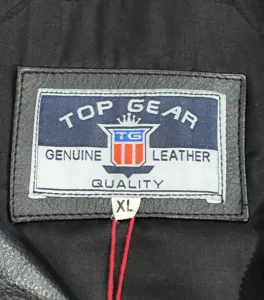 TOP GEAR
TG
GENUINE LEATHER
QUALITY
XL